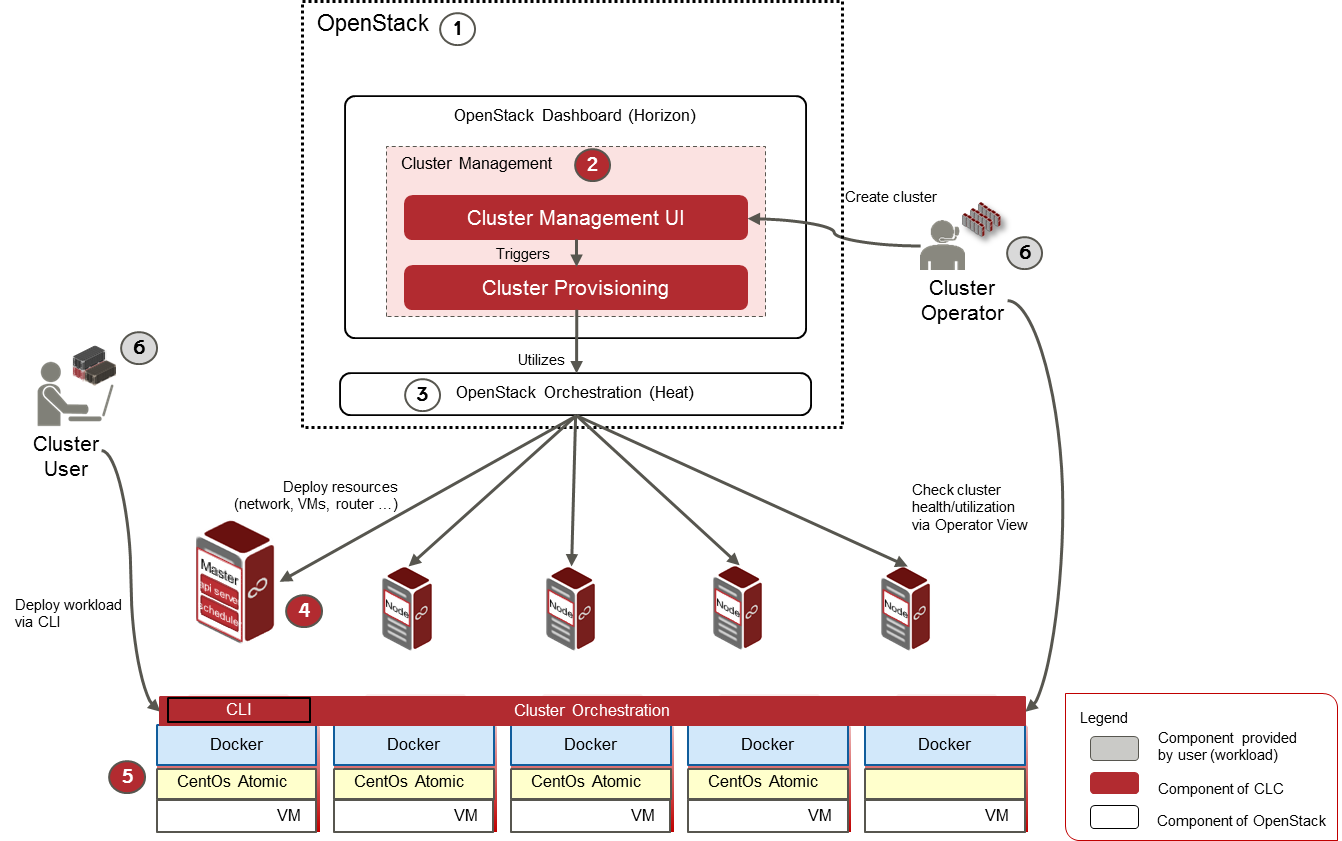 OpenStack
1
OpenStack Dashboard (Horizon)
Cluster Management
2
Cluster Management UI
Triggers
Cluster Provisioning
Utilizes
3
OpenStack Orchestration (Heat)
Create cluster
6
Cluster
Operator
6
Cluster
User
Deploy resources
(network, VMs, router ...)
Check cluster
health/utilization
via Operator View
Master
api server
schedule
4
Node
Node
Node
Node
Deploy workload
via CLI
CLI
Cluster Orchestration
Docker
Docker
Docker
Docker
Docker
5
CentOs Atomic
CentOs Atomic
CentOs Atomic
CentOs Atomic
VM
VM
VM
VM
VM
Legend
Component provided
by user (workload)
Component of CLC
Component of OpenStack